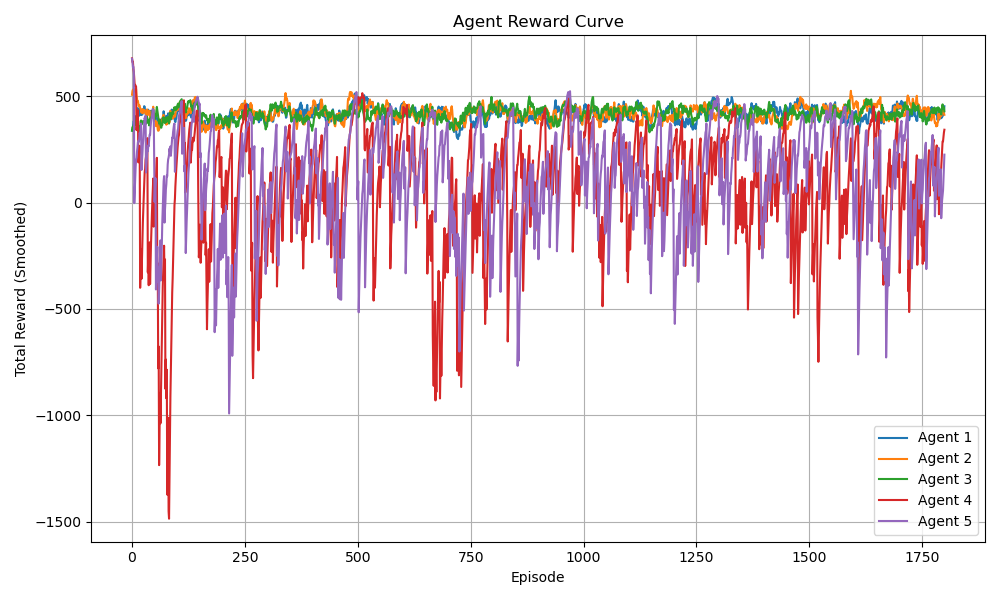 Agent Reward Curve
Total Reward (Smoothed)
500
0
−500
−1000
−1500
0 250 500 750 1000 1250 1500 1750
Episode
Agent 1
Agent 2
Agent 3
Agent 4
Agent 5